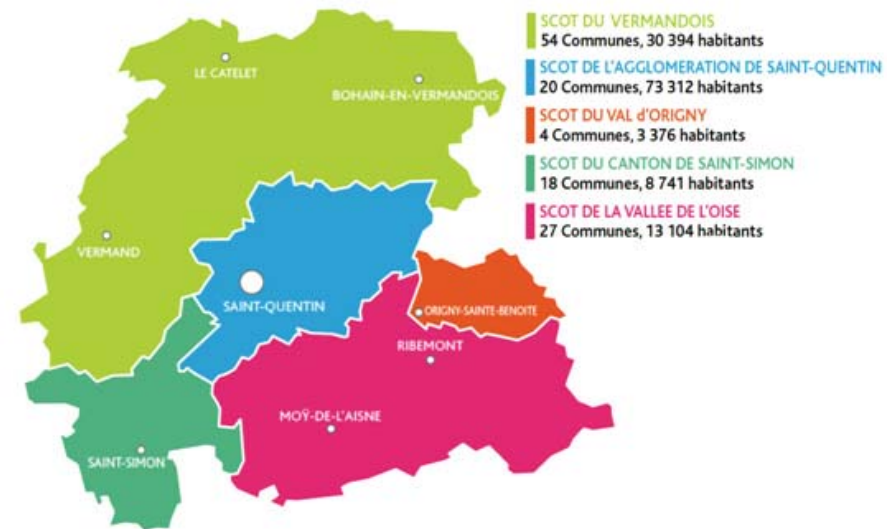 SCOT DU VERMANDOIS
54 Communes, 30 394 habitants
SCOT DE L'AGGLOMERATION DE SAINT-QUENTIN
20 Communes, 73 312 habitants
SCOT DU VAL d'ORIGNY
4 Communes, 3 376 habitants
SCOT DU CANTON DE SAINT-SIMON
18 Communes, 8 741 habitants
SCOT DE LA VALLEE DE L'OISE
27 Communes, 13 104 habitants
LE CATELET
BOHAIN-EN-VERMANDOIS
VERMAND
SAINT-QUENTIN
ORIGNY-SAINTE-BENOITE
RIBEMONT
MOŸ-DE-L'AISNE
SAINT-SIMON